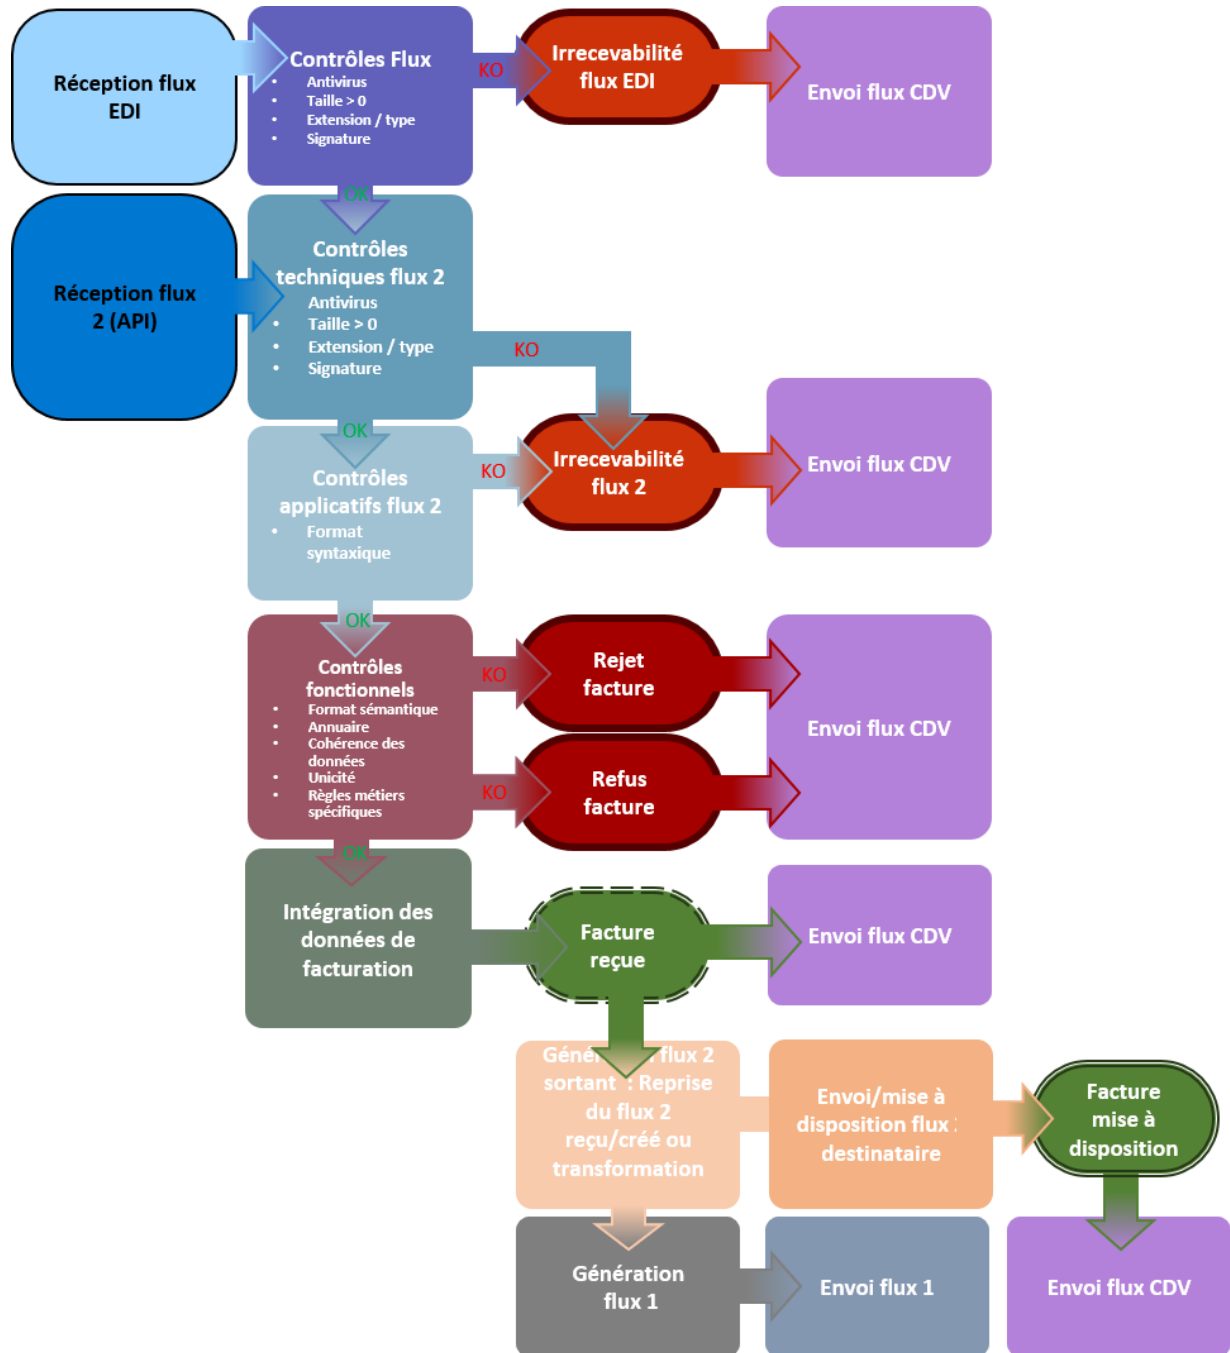 Réception flux
EDI
Contrôles Flux
• Antivirus
• Taille > 0
• Extension / type
• Signature
KO
Irrecevabilité
flux EDI
Envoi flux CDV
OK
Réception flux
2 (API)
Contrôles
techniques flux 2
Antivirus
• Taille > 0
• Extension / type
• Signature
KO
OK
Contrôles
applicatifs flux 2
• Format
syntaxique
KO
Irrecevabilité
flux 2
Envoi flux CDV
OK
Contrôles
fonctionnels
• Format sémantique
• Annuaire
• Cohérence des
données
• Unicité
• Règles métiers
spécifiques
KO
Rejet
facture
KO
Refus
facture
Envoi flux CDV
OK
Intégration des
données de
facturation
Facture
reçue
Envoi flux CDV
flux 2
sortant : Reprise
du flux 2
reçu/créé ou
transformation
Envoi/mise à
disposition flux
destinataire
Facture
mise à
disposition
Génération
flux 1
Envoi flux 1
Envoi flux CDV